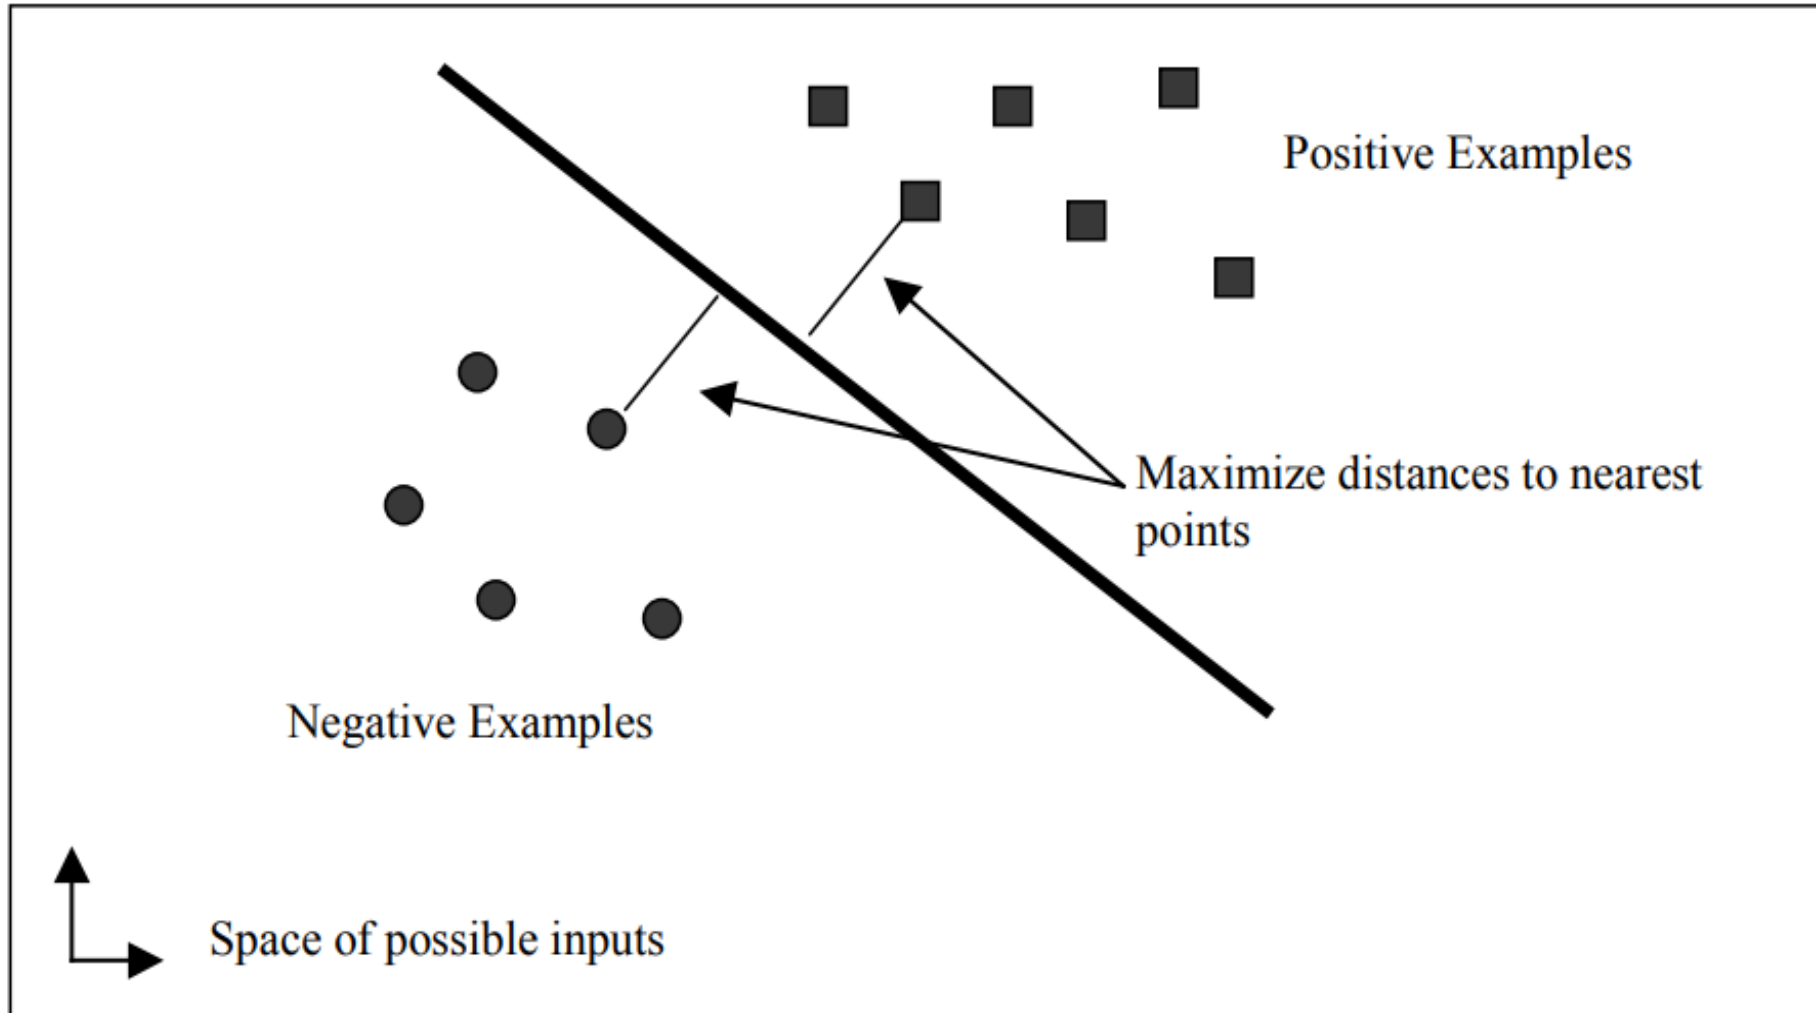 Positive Examples
Maximize distances to nearest
points
Negative Examples
Space of possible inputs